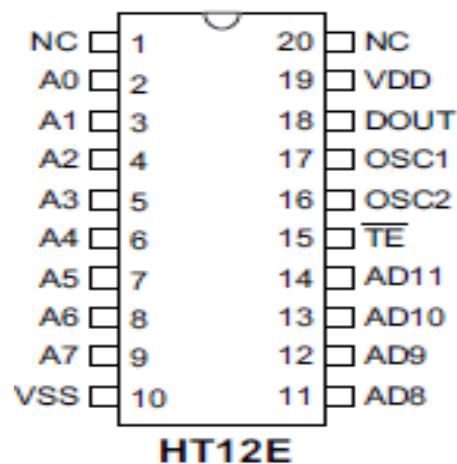 NC 1 20 NC
A0 2 19 VDD
A1 3 18 DOUT
A2 4 17 OSC1
A3 5 16 OSC2
A4 6 15 T̅E̅
A5 7 14 AD11
A6 8 13 AD10
A7 9 12 AD9
VSS 10 11 AD8
HT12E